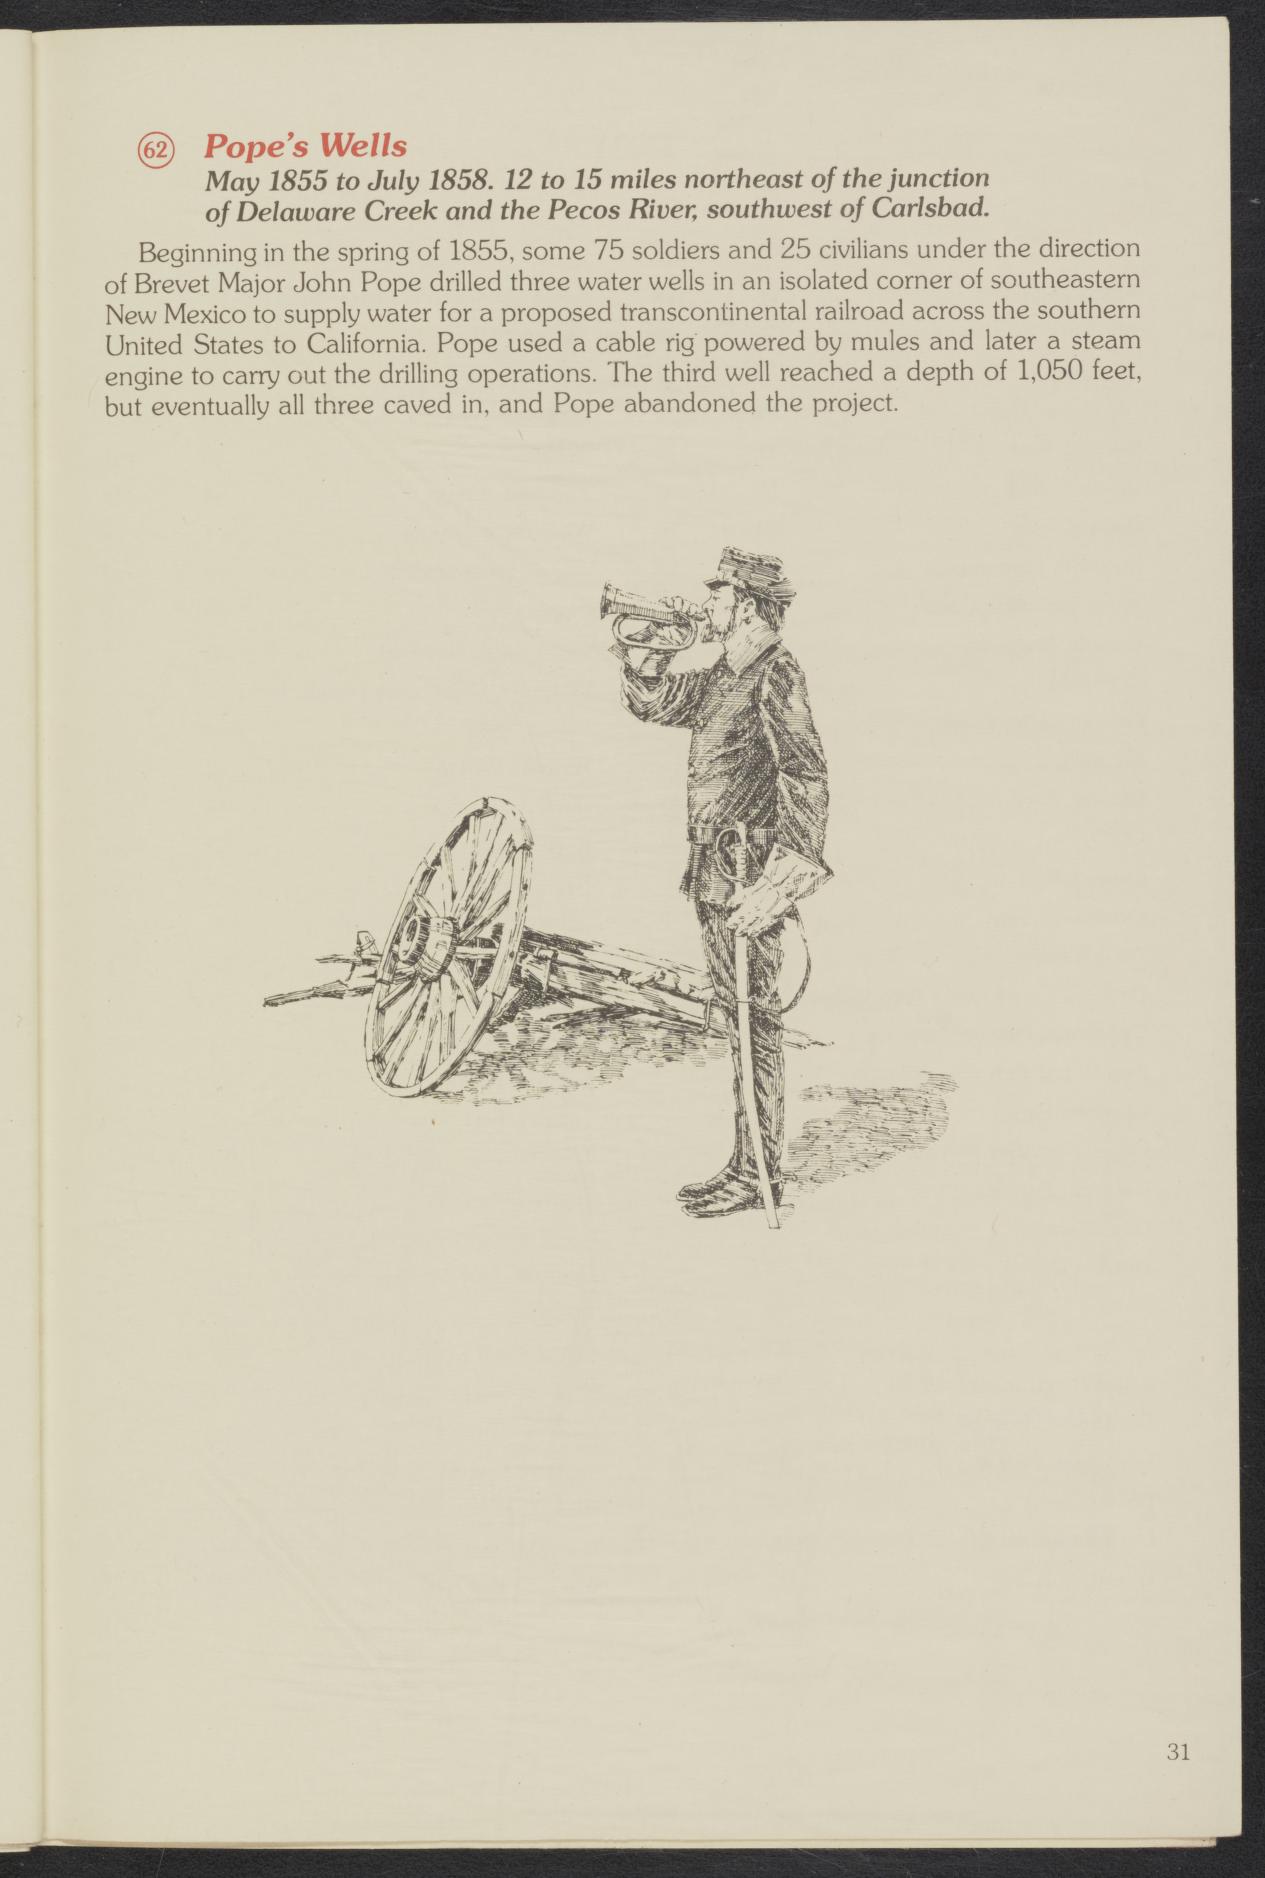 62 Pope's Wells
May 1855 to July 1858. 12 to 15 miles northeast of the junction
of Delaware Creek and the Pecos River, southwest of Carlsbad.
Beginning in the spring of 1855, some 75 soldiers and 25 civilians under the direction
of Brevet Major John Pope drilled three water wells in an isolated corner of southeastern
New Mexico to supply water for a proposed transcontinental railroad across the southern
United States to California. Pope used a cable rig powered by mules and later a steam
engine to carry out the drilling operations. The third well reached a depth of 1,050 feet,
but eventually all three caved in, and Pope abandoned the project.
31